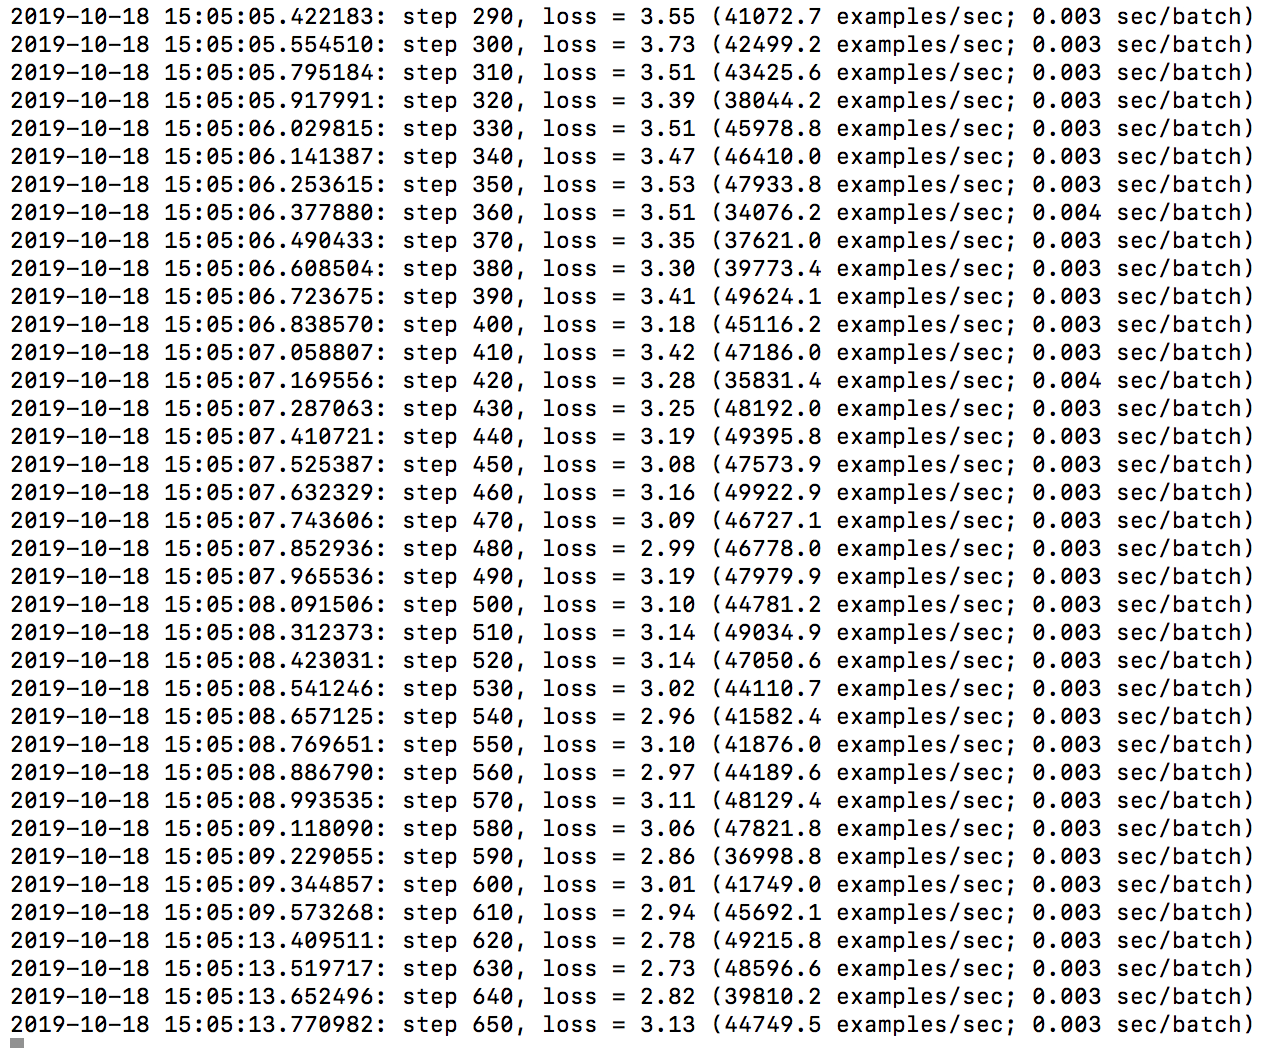 2019-10-18 15:05:05.422183: step 290, loss = 3.55 (41072.7 examples/sec; 0.003 sec/batch)
2019-10-18 15:05:05.554510: step 300, loss = 3.73 (42499.2 examples/sec; 0.003 sec/batch)
2019-10-18 15:05:05.795184: step 310, loss = 3.51 (43425.6 examples/sec; 0.003 sec/batch)
2019-10-18 15:05:05.917991: step 320, loss = 3.39 (38044.2 examples/sec; 0.003 sec/batch)
2019-10-18 15:05:06.029815: step 330, loss = 3.51 (45978.8 examples/sec; 0.003 sec/batch)
2019-10-18 15:05:06.141387: step 340, loss = 3.47 (46410.0 examples/sec; 0.003 sec/batch)
2019-10-18 15:05:06.253615: step 350, loss = 3.53 (47933.8 examples/sec; 0.003 sec/batch)
2019-10-18 15:05:06.377880: step 360, loss = 3.51 (34076.2 examples/sec; 0.004 sec/batch)
2019-10-18 15:05:06.490433: step 370, loss = 3.35 (37621.0 examples/sec; 0.003 sec/batch)
2019-10-18 15:05:06.608504: step 380, loss = 3.30 (39773.4 examples/sec; 0.003 sec/batch)
2019-10-18 15:05:06.723675: step 390, loss = 3.41 (49624.1 examples/sec; 0.003 sec/batch)
2019-10-18 15:05:06.838570: step 400, loss = 3.18 (45116.2 examples/sec; 0.003 sec/batch)
2019-10-18 15:05:07.058807: step 410, loss = 3.42 (47186.0 examples/sec; 0.003 sec/batch)
2019-10-18 15:05:07.169556: step 420, loss = 3.28 (35831.4 examples/sec; 0.004 sec/batch)
2019-10-18 15:05:07.287063: step 430, loss = 3.25 (48192.0 examples/sec; 0.003 sec/batch)
2019-10-18 15:05:07.410721: step 440, loss = 3.19 (49395.8 examples/sec; 0.003 sec/batch)
2019-10-18 15:05:07.525387: step 450, loss = 3.08 (47573.9 examples/sec; 0.003 sec/batch)
2019-10-18 15:05:07.632329: step 460, loss = 3.16 (49922.9 examples/sec; 0.003 sec/batch)
2019-10-18 15:05:07.743606: step 470, loss = 3.09 (46727.1 examples/sec; 0.003 sec/batch)
2019-10-18 15:05:07.852936: step 480, loss = 2.99 (46778.0 examples/sec; 0.003 sec/batch)
2019-10-18 15:05:07.965536: step 490, loss = 3.19 (47979.9 examples/sec; 0.003 sec/batch)
2019-10-18 15:05:08.091506: step 500, loss = 3.10 (44781.2 examples/sec; 0.003 sec/batch)
2019-10-18 15:05:08.312373: step 510, loss = 3.14 (49034.9 examples/sec; 0.003 sec/batch)
2019-10-18 15:05:08.423031: step 520, loss = 3.14 (47050.6 examples/sec; 0.003 sec/batch)
2019-10-18 15:05:08.541246: step 530, loss = 3.02 (44110.7 examples/sec; 0.003 sec/batch)
2019-10-18 15:05:08.657125: step 540, loss = 2.96 (41582.4 examples/sec; 0.003 sec/batch)
2019-10-18 15:05:08.769651: step 550, loss = 3.10 (41876.0 examples/sec; 0.003 sec/batch)
2019-10-18 15:05:08.886790: step 560, loss = 2.97 (44189.6 examples/sec; 0.003 sec/batch)
2019-10-18 15:05:08.993535: step 570, loss = 3.11 (48129.4 examples/sec; 0.003 sec/batch)
2019-10-18 15:05:09.118090: step 580, loss = 3.06 (47821.8 examples/sec; 0.003 sec/batch)
2019-10-18 15:05:09.229055: step 590, loss = 2.86 (36998.8 examples/sec; 0.003 sec/batch)
2019-10-18 15:05:09.344857: step 600, loss = 3.01 (41749.0 examples/sec; 0.003 sec/batch)
2019-10-18 15:05:09.573268: step 610, loss = 2.94 (45692.1 examples/sec; 0.003 sec/batch)
2019-10-18 15:05:13.409511: step 620, loss = 2.78 (49215.8 examples/sec; 0.003 sec/batch)
2019-10-18 15:05:13.519717: step 630, loss = 2.73 (48596.6 examples/sec; 0.003 sec/batch)
2019-10-18 15:05:13.652496: step 640, loss = 2.82 (39810.2 examples/sec; 0.003 sec/batch)
2019-10-18 15:05:13.770982: step 650, loss = 3.13 (44749.5 examples/sec; 0.003 sec/batch)